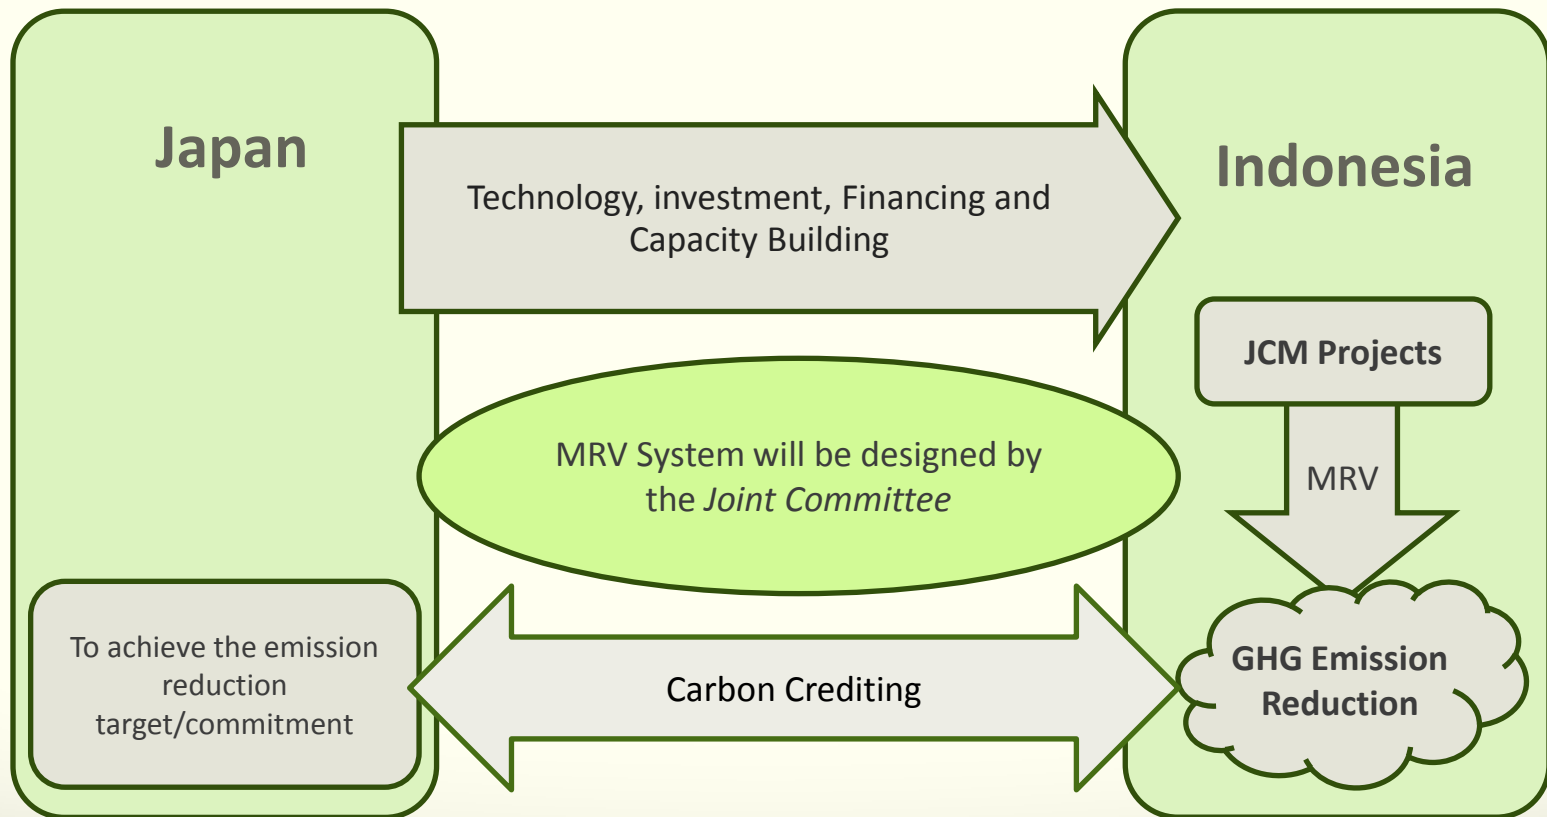 Japan
Technology, investment, Financing and
Capacity Building
Indonesia
JCM Projects
MRV System will be designed by
the Joint Committee
MRV
To achieve the emission
reduction
target/commitment
Carbon Crediting
GHG Emission
Reduction